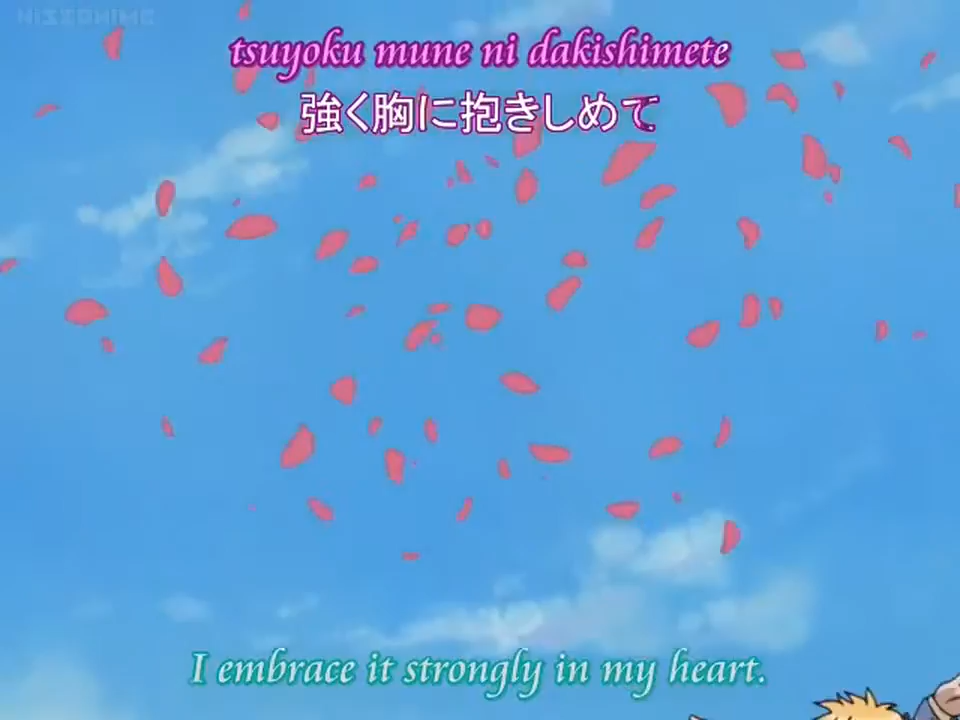 NISEANIME
tsuyoku mune ni dakishimete
強く胸に抱きしめて
I embrace it strongly in my heart.